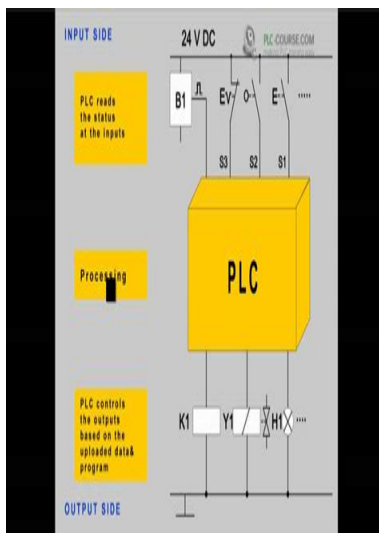 INPUT SIDE
24 V DC
PLC-COURSE.COM
PLC reads
the status
at the inputs
B1
Ev
O
E
S3
S2
S1
Processing
PLC
PLC controls
the outputs
based on the
uploaded data&
program
K1
Y1
H1
OUTPUT SIDE